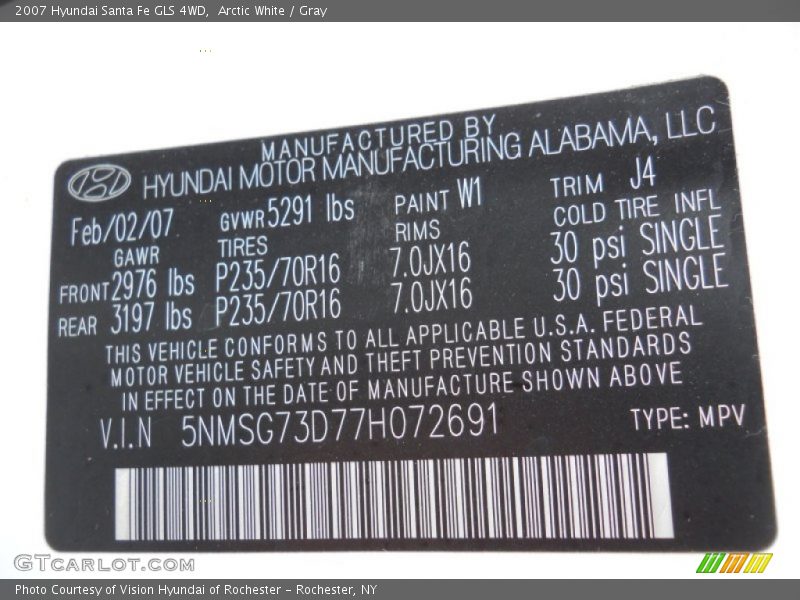 2007 Hyundai Santa Fe GLS 4WD,  Arctic White / Gray
MANUFACTURED BY
HYUNDAI MOTOR MANUFACTURING ALABAMA, LLC
Feb/02/07 GVWR 5291 lbs PAINT W1 TRIM J4
GAWR TIRES RIMS COLD TIRE INFL
FRONT 2976 lbs P235/70R16 7.0JX16 30 psi SINGLE
REAR 3197 lbs P235/70R16 7.0JX16 30 psi SINGLE
THIS VEHICLE CONFORMS TO ALL APPLICABLE U.S.A. FEDERAL
MOTOR VEHICLE SAFETY AND THEFT PREVENTION STANDARDS
IN EFFECT ON THE DATE OF MANUFACTURE SHOWN ABOVE
V.I.N 5NMSG73D77H072691 TYPE: MPV
GTCARLOT.COM
Photo Courtesy of Vision Hyundai of Rochester - Rochester, NY